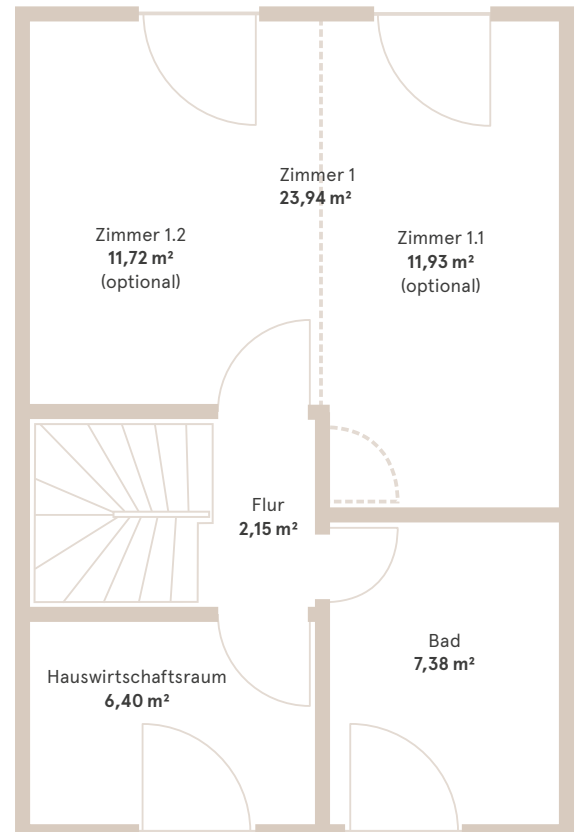 Zimmer 1
23,94 m²
Zimmer 1.2
11,72 m²
(optional)
Zimmer 1.1
11,93 m²
(optional)
Flur
2,15 m²
Bad
7,38 m²
Hauswirtschaftsraum
6,40 m²